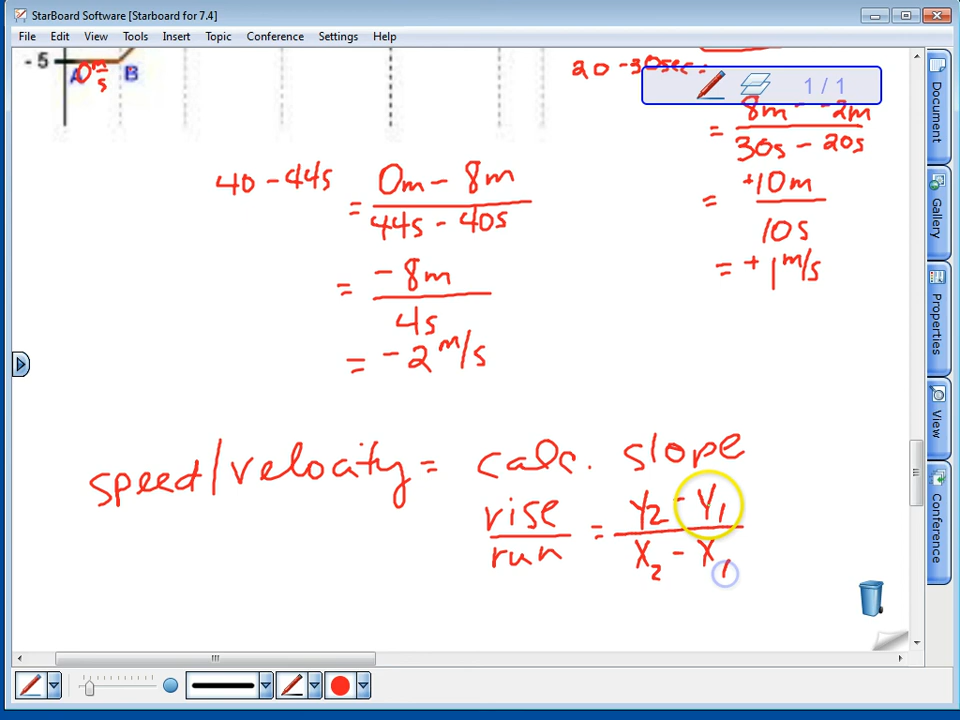 StarBoard Software [Starboard for 7.4]
File Edit View Tools Insert Topic Conference Settings Help
-5
A 0 m/s B
20-30sec.
1 / 1
= 8m - -2m / 30s - 20s
= +10m / 10s
= +1 m/s
40-44s = 0m - 8m / 44s - 40s
= -8m / 4s
= -2 m/s
speed/velocity = calc. slope
rise / run = Y2 - Y1 / X2 - X1
Document
Gallery
Properties
View
Conference